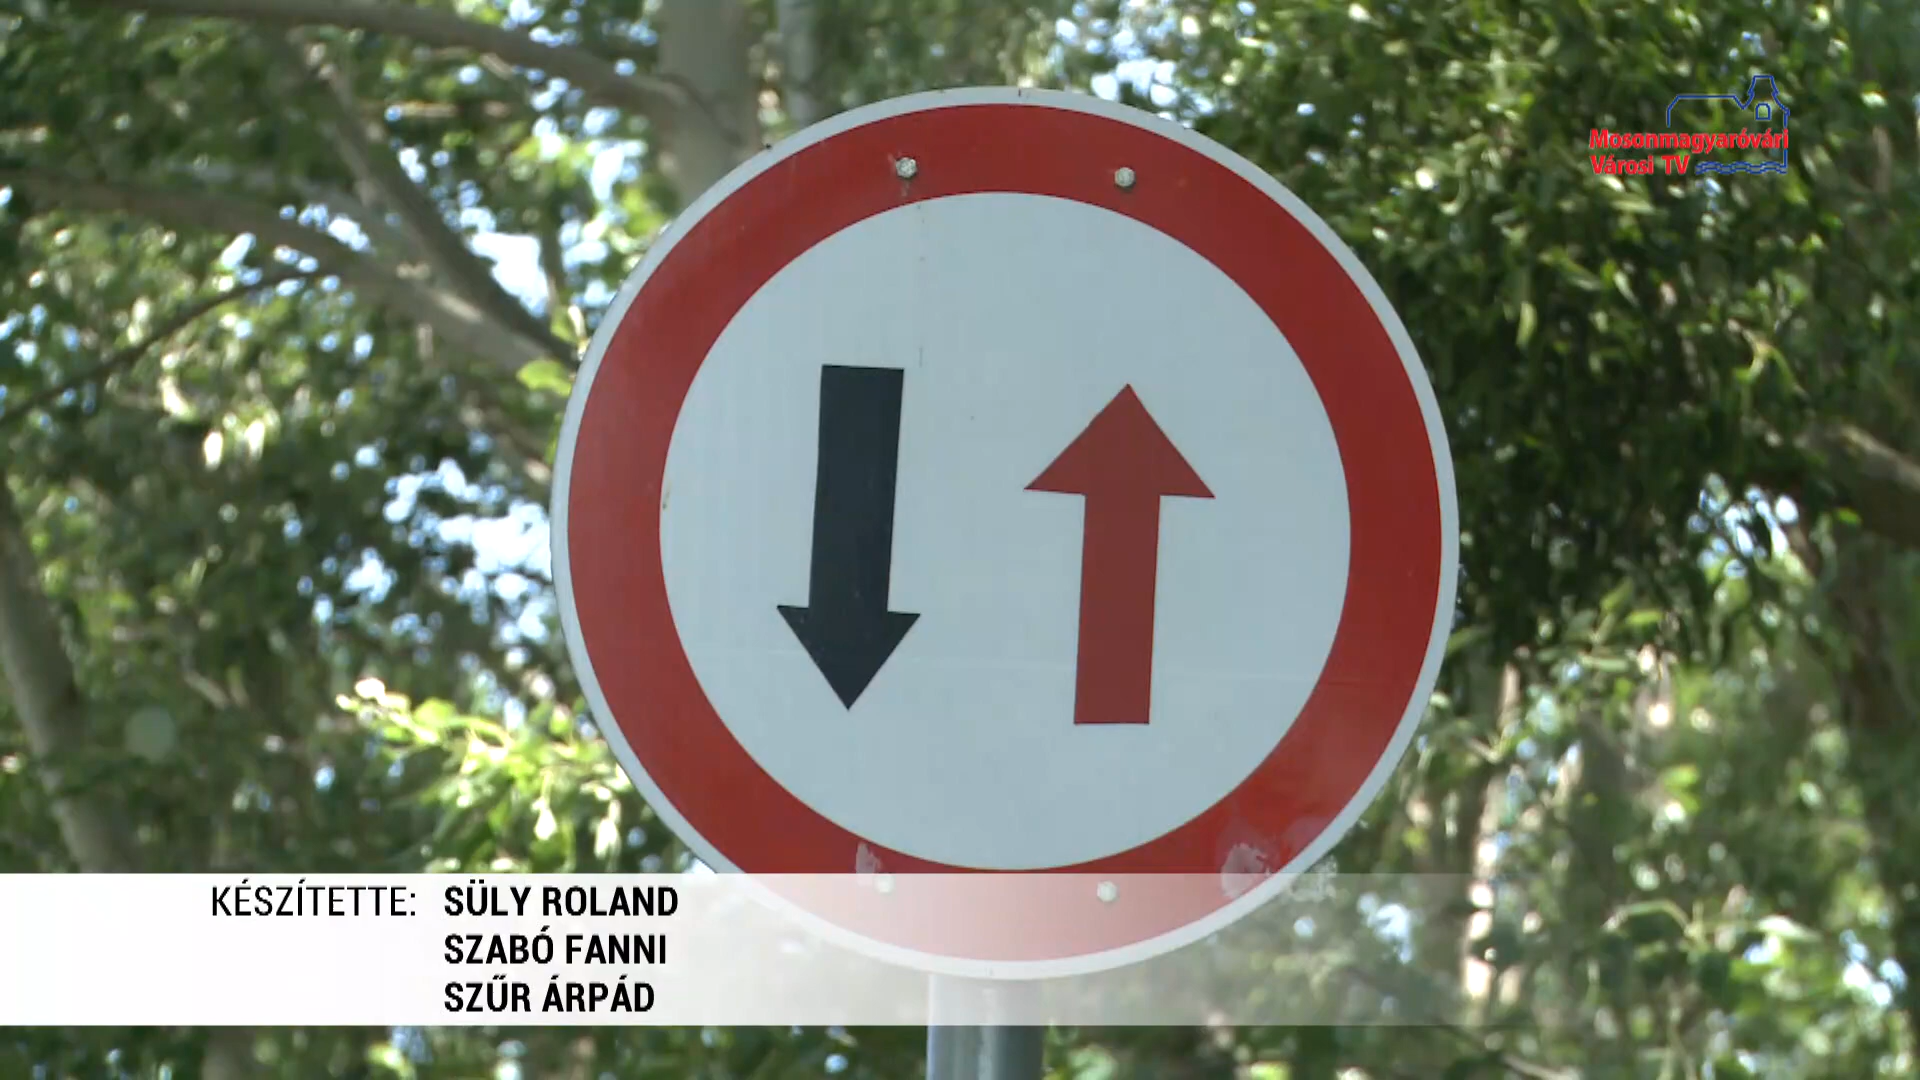 Mosonmagyaróvári
Városi TV
KÉSZÍTETTE: SÜLY ROLAND
SZABÓ FANNI
SZŰR ÁRPÁD